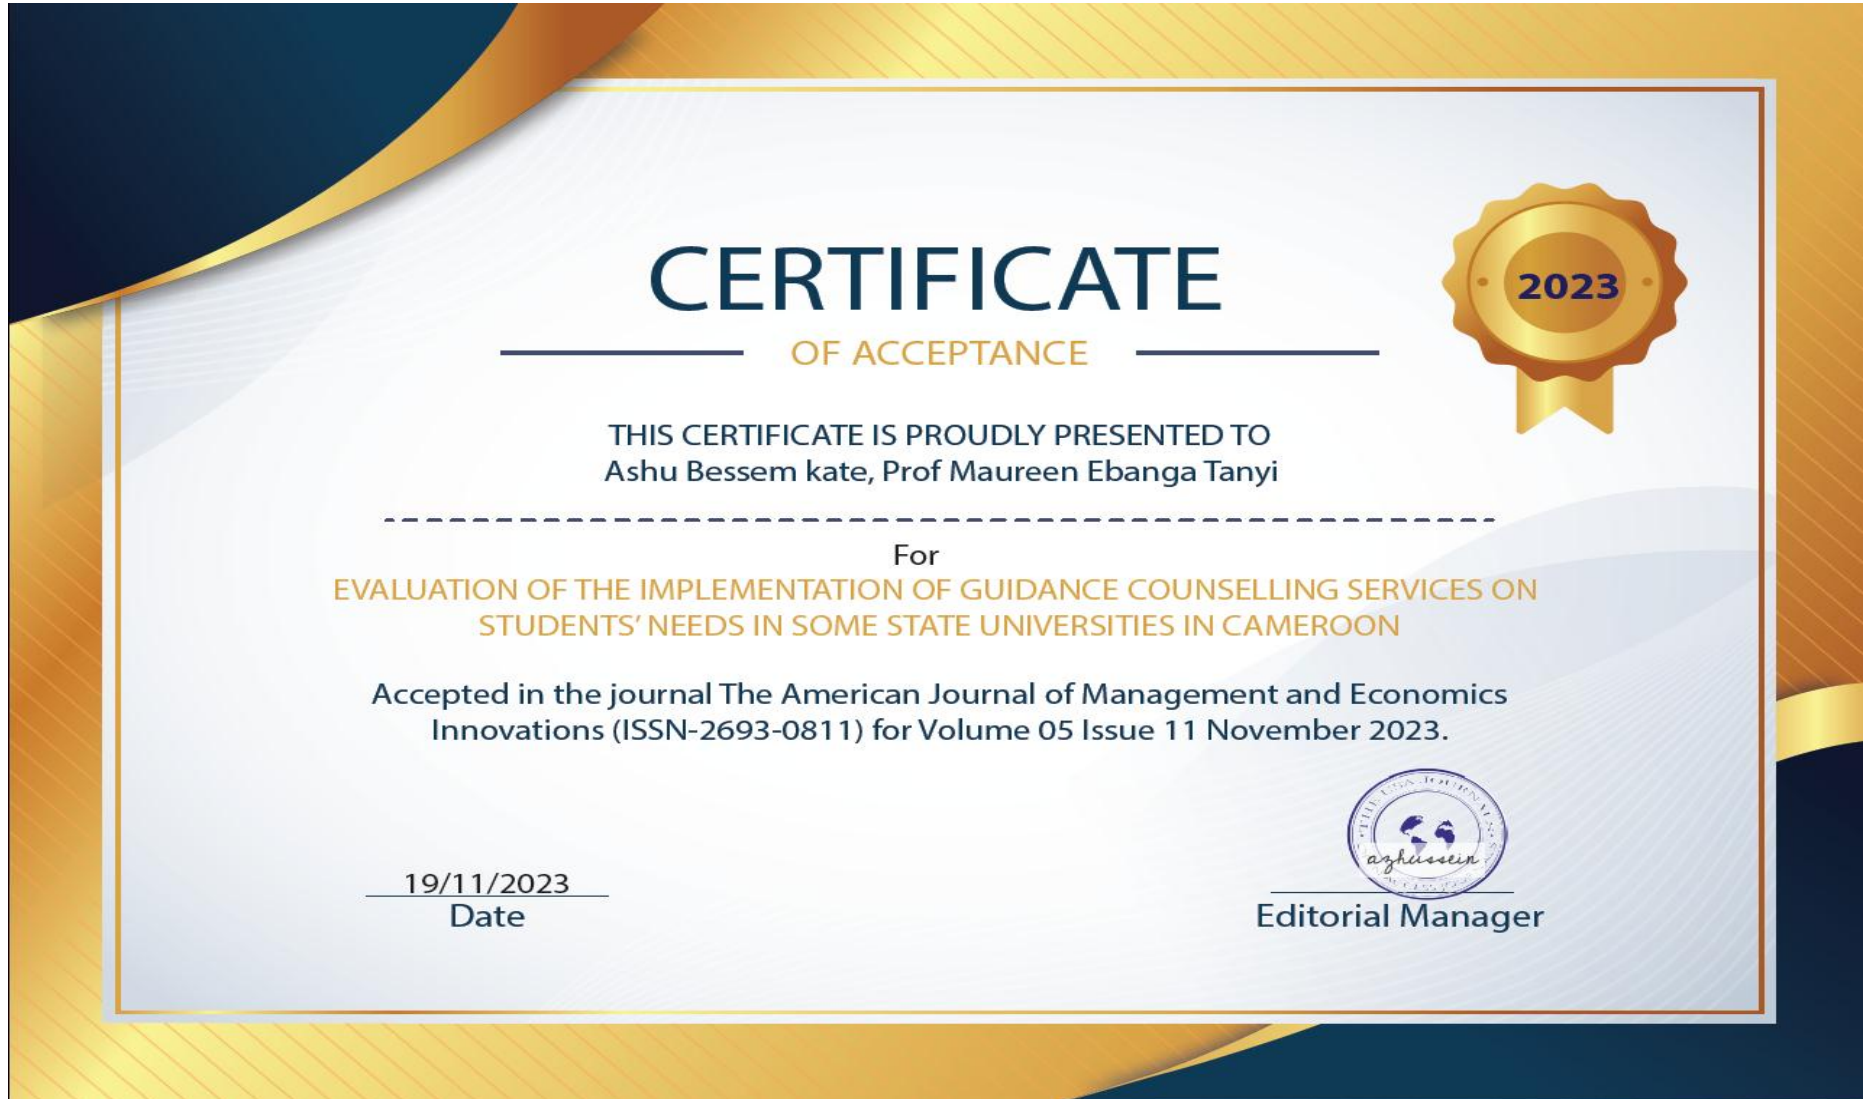 CERTIFICATE
OF ACCEPTANCE
2023
THIS CERTIFICATE IS PROUDLY PRESENTED TO
Ashu Bessem kate, Prof Maureen Ebanga Tanyi
For
EVALUATION OF THE IMPLEMENTATION OF GUIDANCE COUNSELLING SERVICES ON
STUDENTS’ NEEDS IN SOME STATE UNIVERSITIES IN CAMEROON
Accepted in the journal The American Journal of Management and Economics
Innovations (ISSN-2693-0811) for Volume 05 Issue 11 November 2023.
THE USA JOURNALS
azhussein
19/11/2023
Date
Editorial Manager